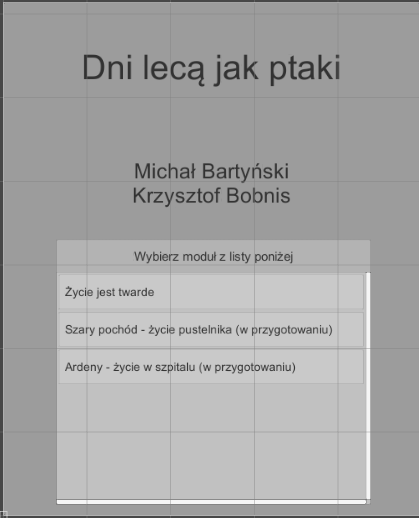 Dni lecą jak ptaki
Michał Bartyński
Krzysztof Bobnis
Wybierz moduł z listy poniżej
Życie jest twarde
Szary pochód - życie pustelnika (w przygotowaniu)
Ardeny - życie w szpitalu (w przygotowaniu)